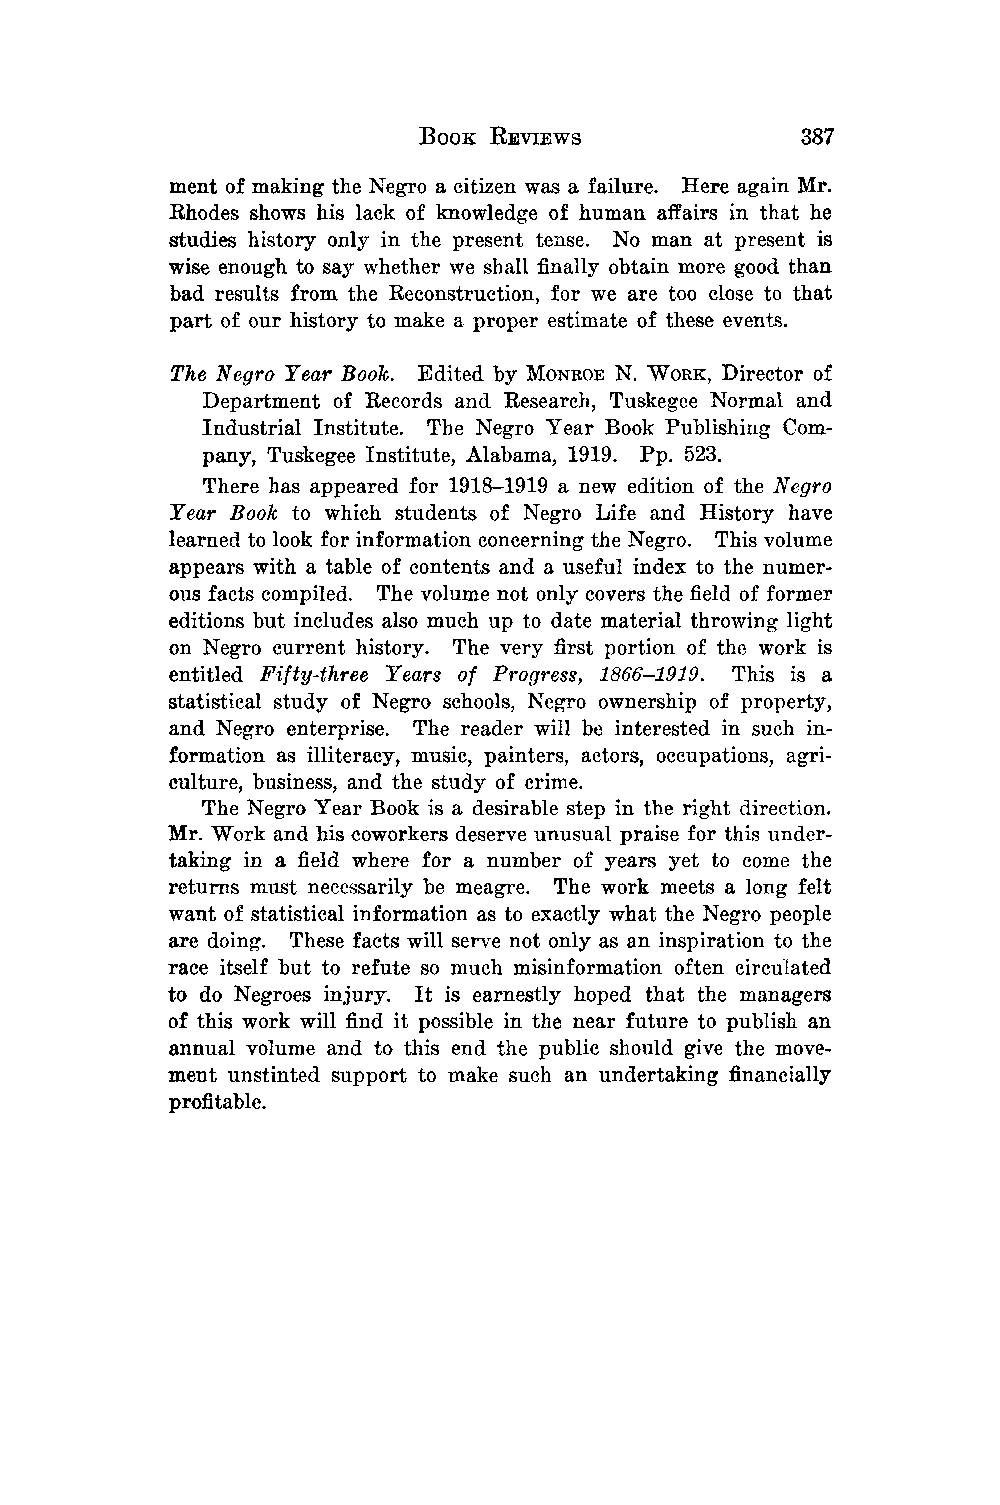 BOOK REVIEWS 387
ment of making the Negro a citizen was a failure. Here again Mr.
Rhodes shows his lack of knowledge of human affairs in that he
studies history only in the present tense. No man at present is
wise enough to say whether we shall finally obtain more good than
bad results from the Reconstruction, for we are too close to that
part of our history to make a proper estimate of these events.
The Negro Year Book. Edited by MONROE N. WORK, Director of
Department of Records and Research, Tuskegee Normal and
Industrial Institute. The Negro Year Book Publishing Com-
pany, Tuskegee Institute, Alabama, 1919. Pp. 523.
There has appeared for 1918–1919 a new edition of the Negro
Year Book to which students of Negro Life and History have
learned to look for information concerning the Negro. This volume
appears with a table of contents and a useful index to the numer-
ous facts compiled. The volume not only covers the field of former
editions but includes also much up to date material throwing light
on Negro current history. The very first portion of the work is
entitled Fifty-three Years of Progress, 1866–1919. This is a
statistical study of Negro schools, Negro ownership of property,
and Negro enterprise. The reader will be interested in such in-
formation as illiteracy, music, painters, actors, occupations, agri-
culture, business, and the study of crime.
The Negro Year Book is a desirable step in the right direction.
Mr. Work and his coworkers deserve unusual praise for this under-
taking in a field where for a number of years yet to come the
returns must necessarily be meagre. The work meets a long felt
want of statistical information as to exactly what the Negro people
are doing. These facts will serve not only as an inspiration to the
race itself but to refute so much misinformation often circulated
to do Negroes injury. It is earnestly hoped that the managers
of this work will find it possible in the near future to publish an
annual volume and to this end the public should give the move-
ment unstinted support to make such an undertaking financially
profitable.